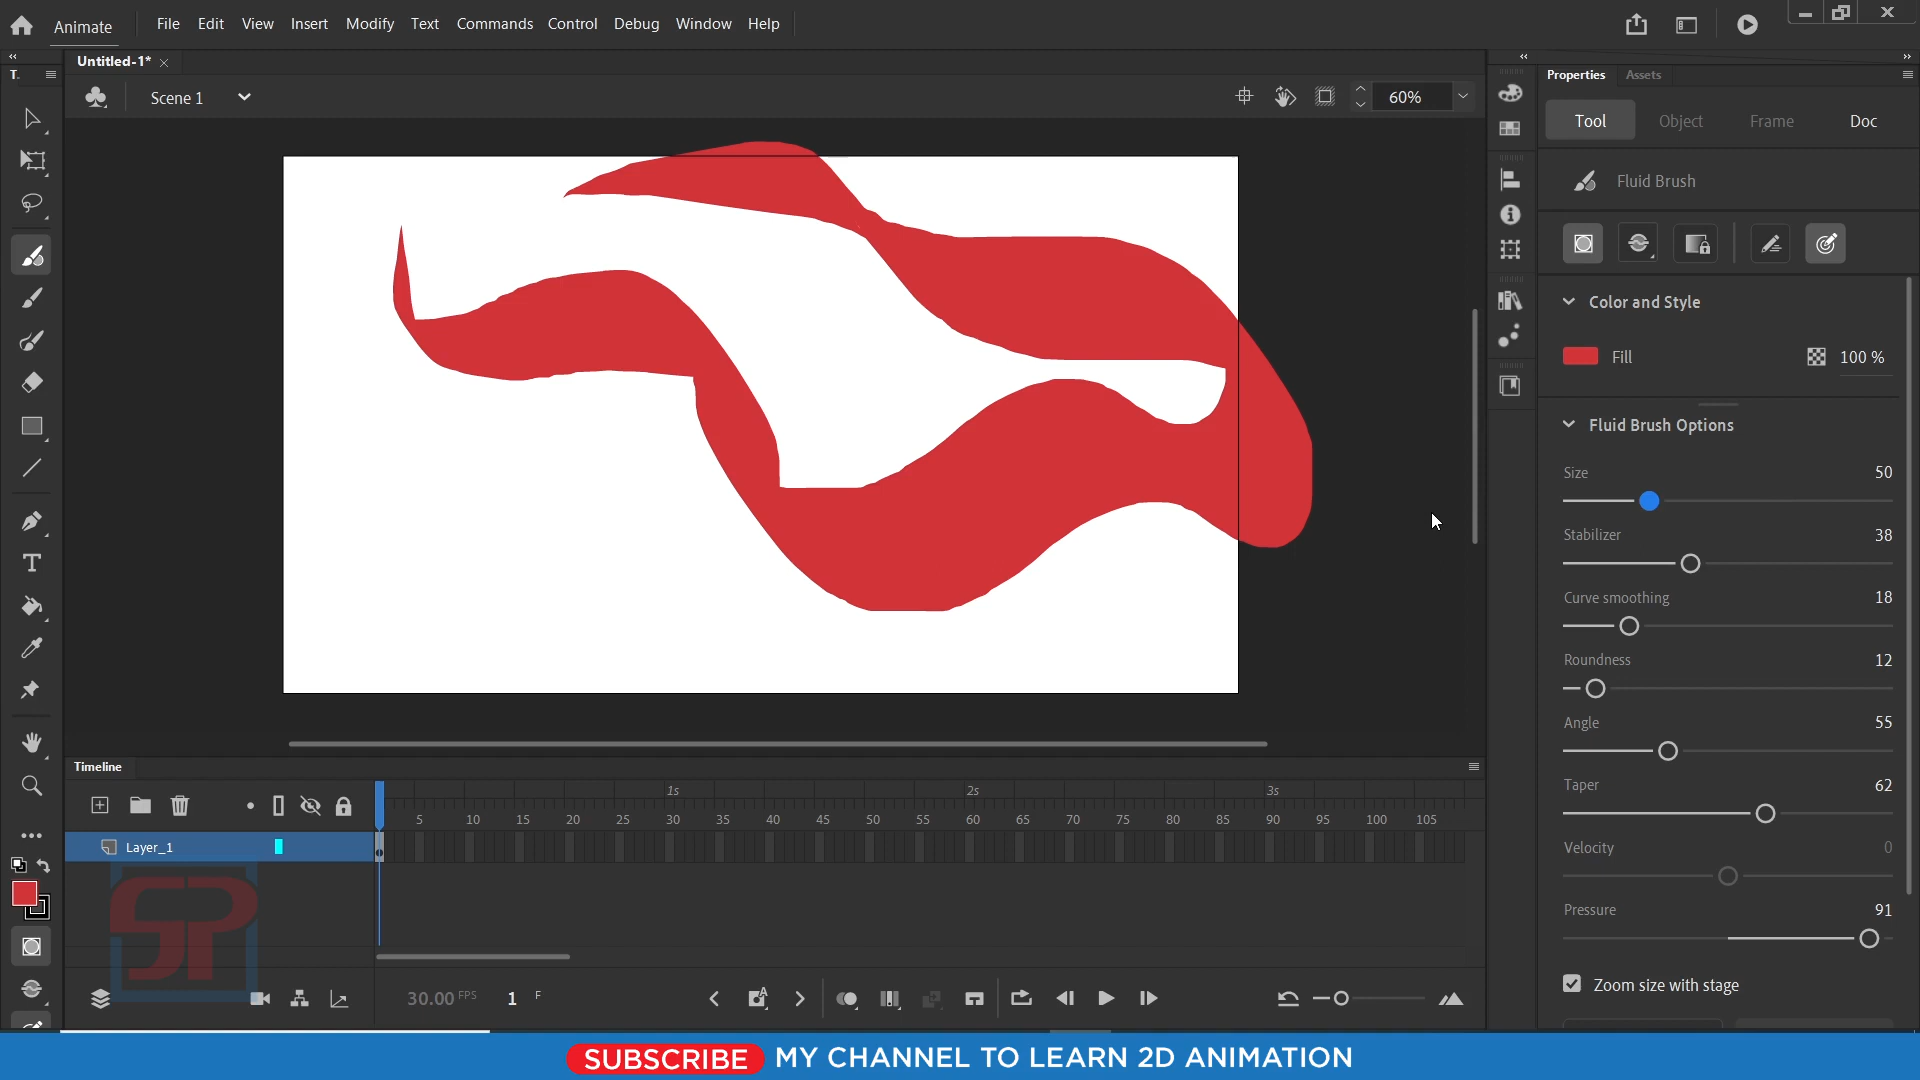 Animate File Edit View Insert Modify Text Commands Control Debug Window Help
Untitled-1*
T.
Scene 1
60%
Properties Assets
Tool Object Frame Doc
Fluid Brush
Color and Style
Fill 100 %
Fluid Brush Options
Size 50
Stabilizer 38
Curve smoothing 18
Roundness 12
Angle 55
Taper 62
Velocity 0
Pressure 91
Zoom size with stage
Timeline
1s 2s 3s
5 10 15 20 25 30 35 40 45 50 55 60 65 70 75 80 85 90 95 100 105
Layer_1
SP
30.00 FPS 1 F
SUBSCRIBE MY CHANNEL TO LEARN 2D ANIMATION